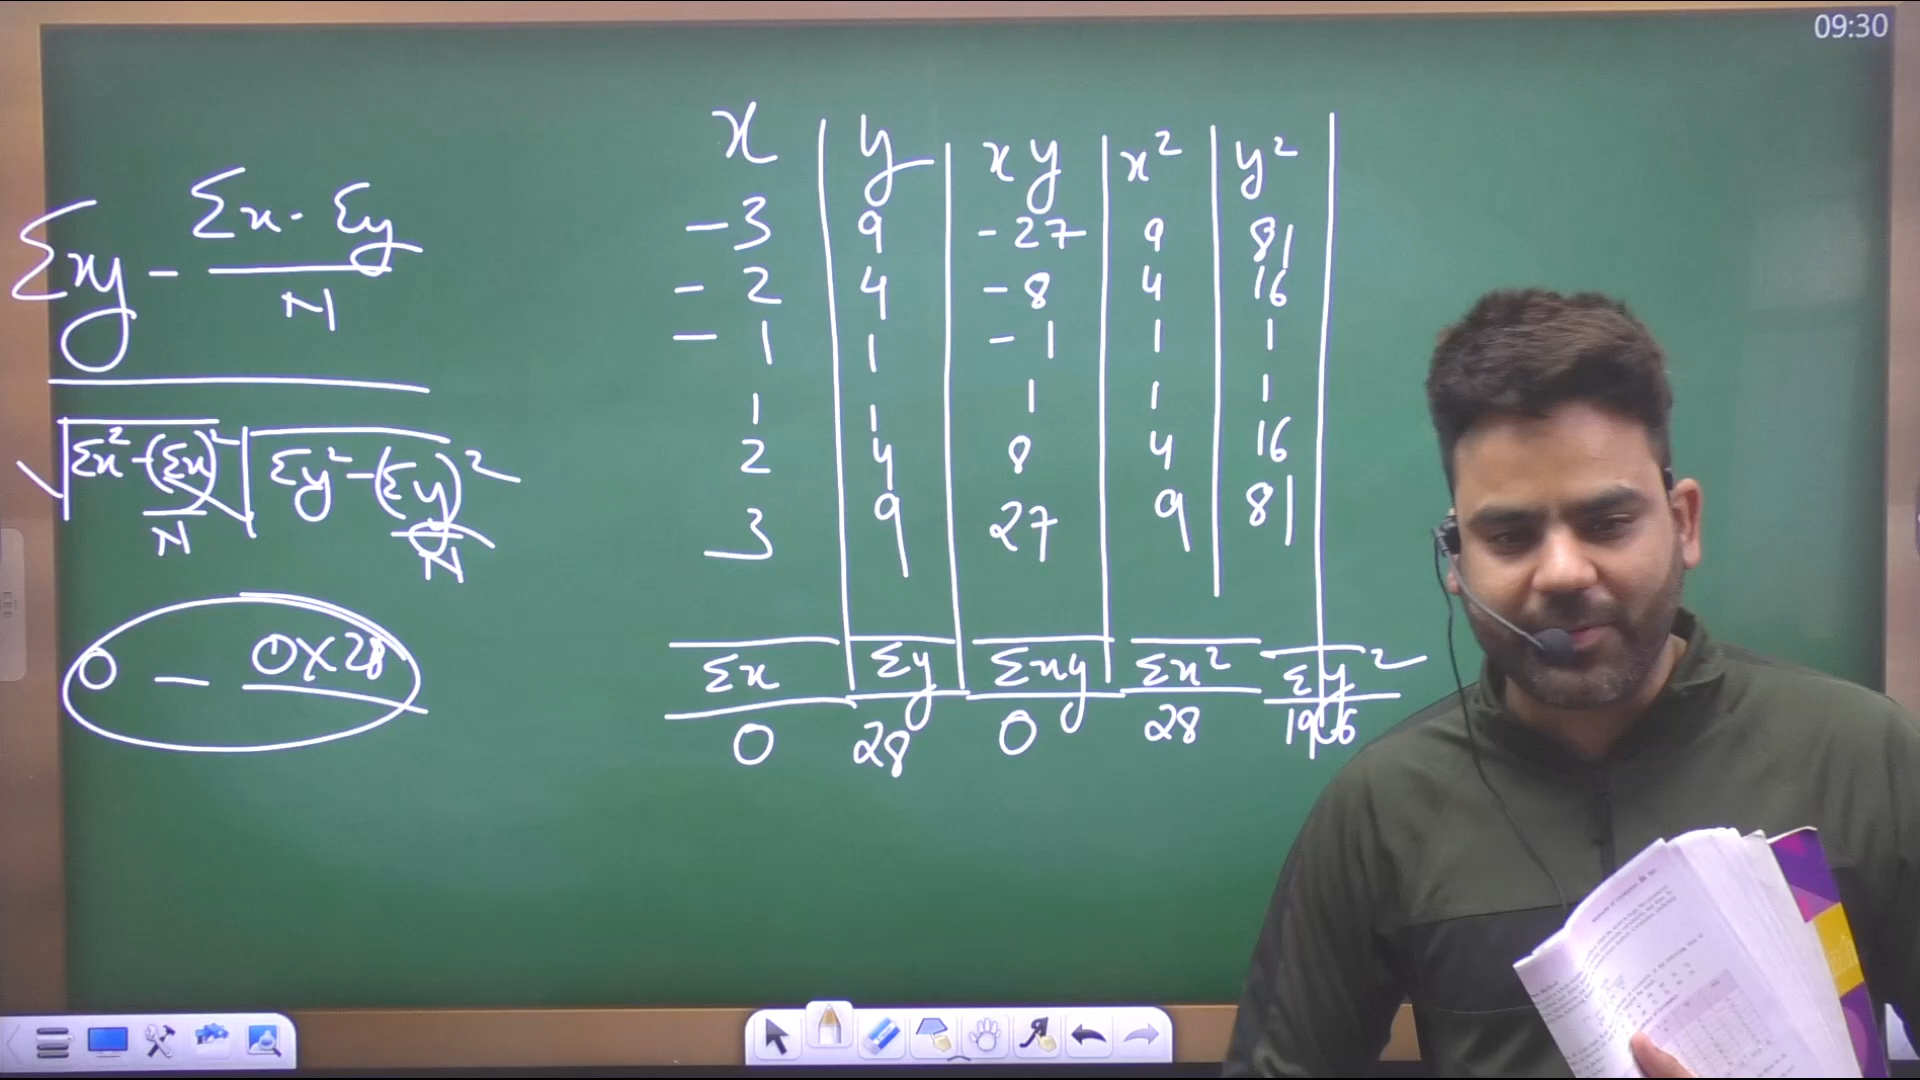 09:30
Σxy - Σx · Σy / N
√Σx² - (Σx)² / N √Σy² - (Σy)² / N
0 - 0x28
x y xy x² y²
-3 9 -27 9 81
-2 4 -8 4 16
-1 1 -1 1 1
1 1 1 1 1
2 4 8 4 16
3 9 27 9 81
Σx Σy Σxy Σx² Σy²
0 28 0 28 196